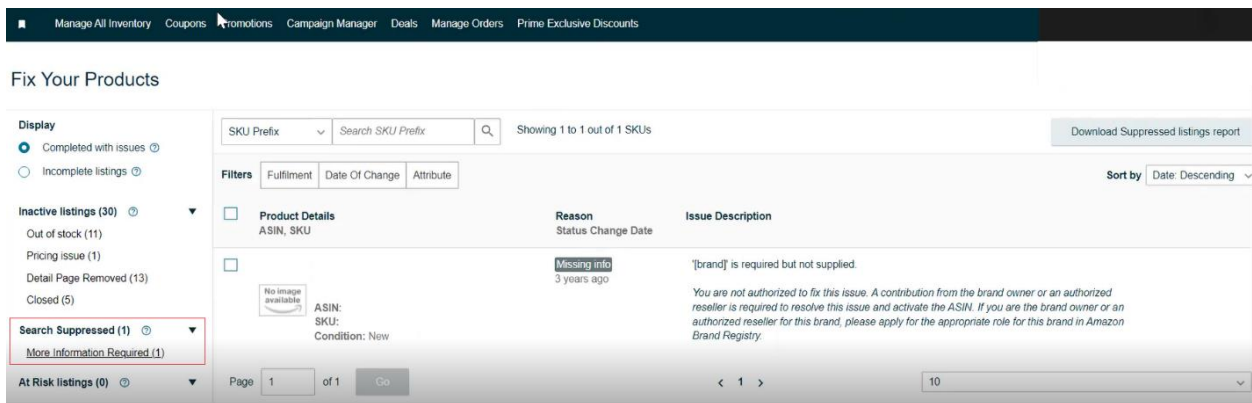 Manage All Inventory Coupons Promotions Campaign Manager Deals Manage Orders Prime Exclusive Discounts
Fix Your Products
Display
Completed with issues
Incomplete listings
Inactive listings (30)
Out of stock (11)
Pricing issue (1)
Detail Page Removed (13)
Closed (5)
Search Suppressed (1)
More Information Required (1)
At Risk listings (0)
SKU Prefix Search SKU Prefix Showing 1 to 1 out of 1 SKUs Download Suppressed listings report
Filters Fulfilment Date Of Change Attribute Sort by Date: Descending
Product Details Reason Issue Description
ASIN, SKU Status Change Date
Missing info '[brand]' is required but not supplied.
3 years ago
No image
available
ASIN:
SKU:
Condition: New
You are not authorized to fix this issue. A contribution from the brand owner or an authorized
reseller is required to resolve this issue and activate the ASIN. If you are the brand owner or an
authorized reseller for this brand, please apply for the appropriate role for this brand in Amazon
Brand Registry.
Page 1 of 1 Go < 1 > 10